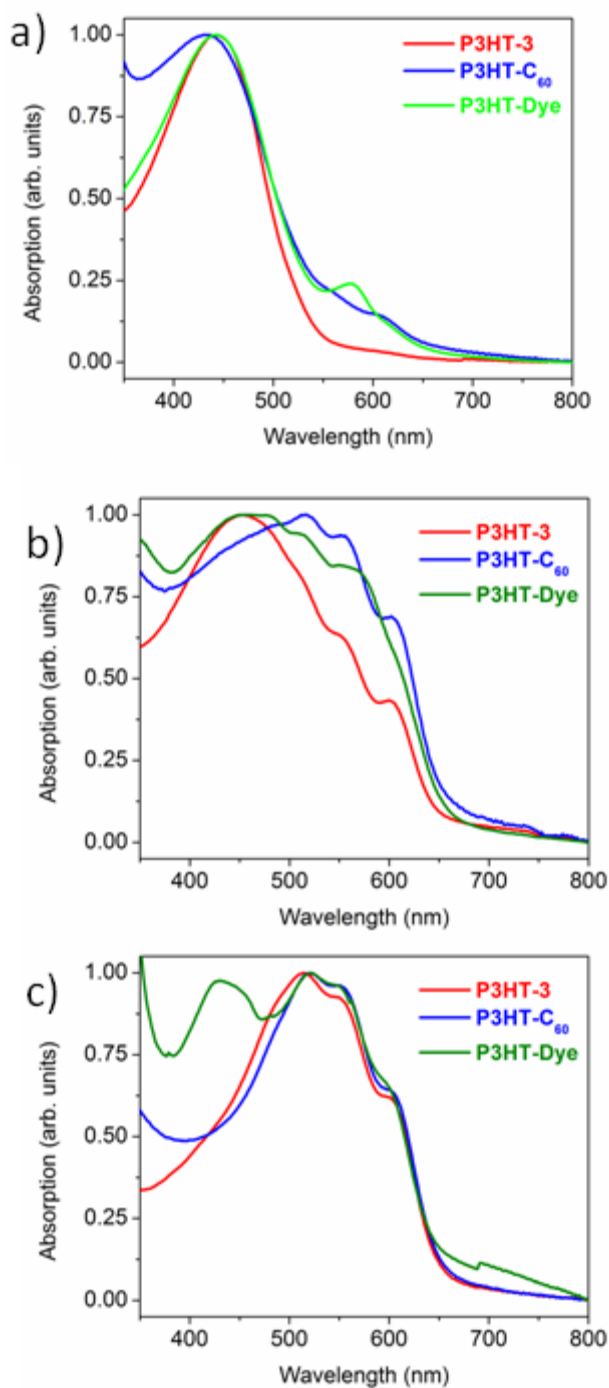 a)
P3HT-3
P3HT-C₆₀
P3HT-Dye
Absorption (arb. units)
1.00
0.75
0.50
0.25
0.00
400 500 600 700 800
Wavelength (nm)
b)
P3HT-3
P3HT-C₆₀
P3HT-Dye
Absorption (arb. units)
1.00
0.75
0.50
0.25
0.00
400 500 600 700 800
Wavelength (nm)
c)
P3HT-3
P3HT-C₆₀
P3HT-Dye
Absorption (arb. units)
1.00
0.75
0.50
0.25
0.00
400 500 600 700 800
Wavelength (nm)